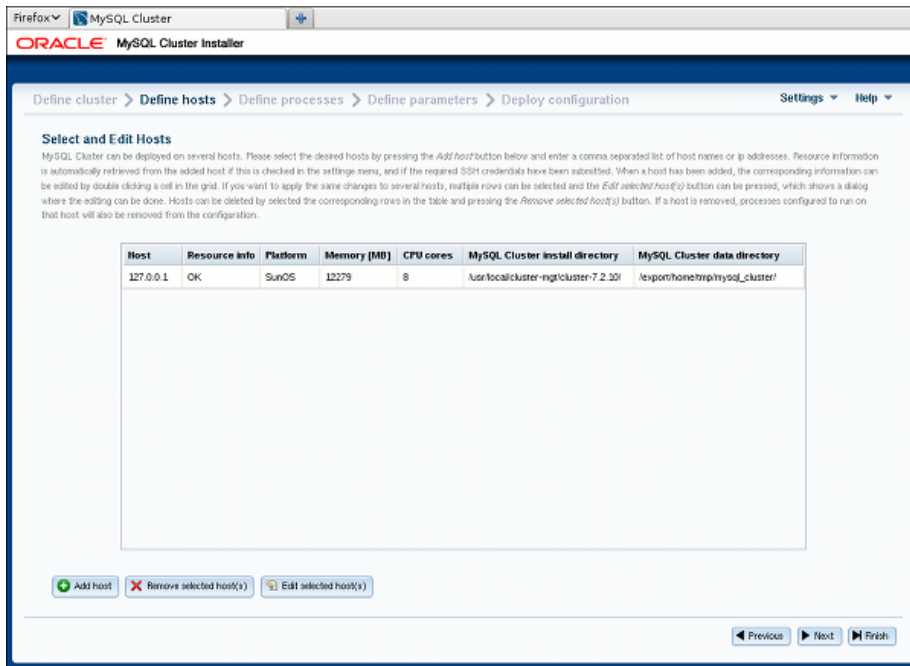 Firefox MySQL Cluster
ORACLE MySQL Cluster Installer
Define cluster Define hosts Define processes Define parameters Deploy configuration Settings Help
Select and Edit Hosts
MySQL Cluster can be deployed on several hosts. Please select the desired hosts by pressing the Add host button below and enter a comma separated list of host names or ip addresses. Resource information
is automatically retrieved from the added host if this is checked in the settings menu, and if the required SSH credentials have been submitted. When a host has been added, the corresponding information can
be edited by double clicking a cell in the grid. If you want to apply the same changes to several hosts, multiple rows can be selected and the Edit selected host(s) button can be pressed, which shows a dialog
where the editing can be done. Hosts can be deleted by selected the corresponding rows in the table and pressing the Remove selected host(s) button. If a host is removed, processes configured to run on
that host will also be removed from the configuration.
Host Resource info Platform Memory [MB] CPU cores MySQL Cluster install directory MySQL Cluster data directory
127.0.0.1 OK SunOS 12279 8 /usr/local/cluster-mgt/cluster-7.2.10/ /export/home/tmp/mysql_cluster/
Add host Remove selected host(s) Edit selected host(s)
Previous Next Finish